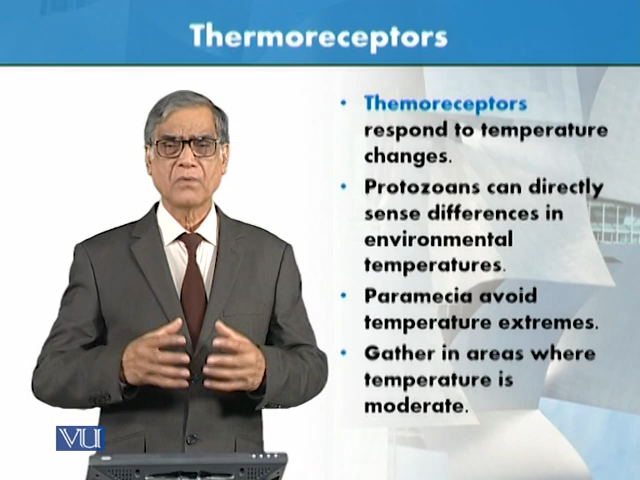 Thermoreceptors
• Themoreceptors
respond to temperature
changes.
• Protozoans can directly
sense differences in
environmental
temperatures.
• Paramecia avoid
temperature extremes.
• Gather in areas where
temperature is
moderate.
VU